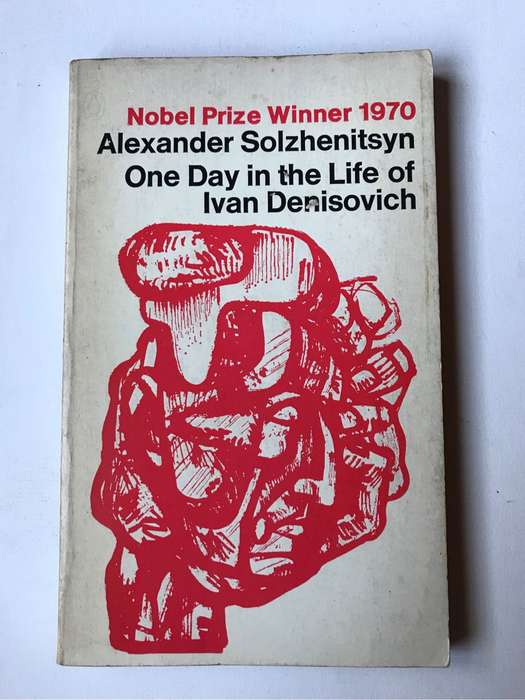 Nobel Prize Winner 1970
Alexander Solzhenitsyn
One Day in the Life of
Ivan Denisovich